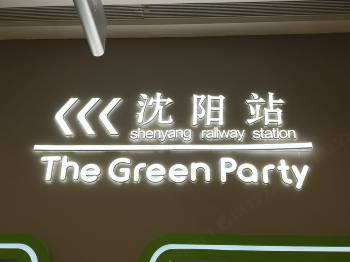 沈阳站
shenyang railway station
The Green Party